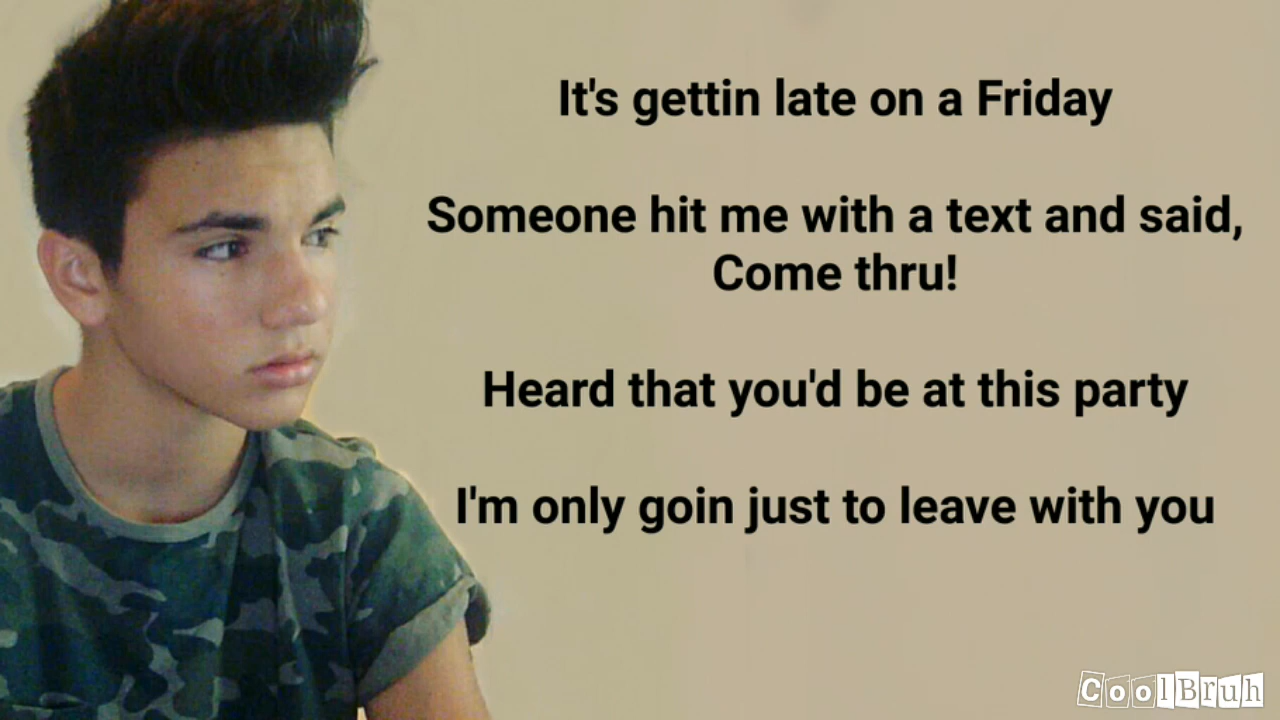 It's gettin late on a Friday
Someone hit me with a text and said,
Come thru!
Heard that you'd be at this party
I'm only goin just to leave with you
CoolBruh